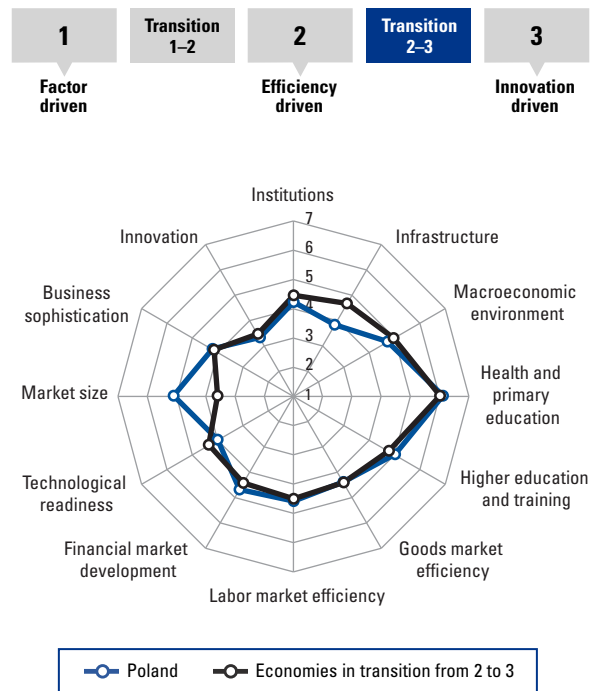 1
Transition
1–2
2
Transition
2–3
3
Factor
driven
Efficiency
driven
Innovation
driven
Institutions
7
Innovation
Infrastructure
6
5
Business
sophistication
Macroeconomic
environment
4
3
2
Market size
1
Health and
primary
education
Technological
readiness
Higher education
and training
Financial market
development
Goods market
efficiency
Labor market efficiency
Poland
Economies in transition from 2 to 3